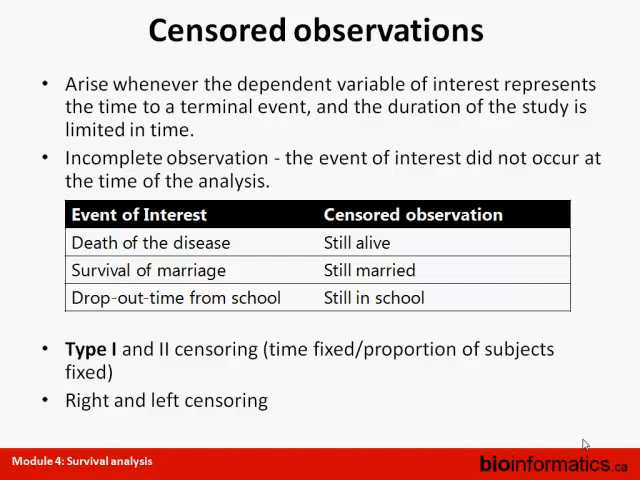 Censored observations
• Arise whenever the dependent variable of interest represents
the time to a terminal event, and the duration of the study is
limited in time.
• Incomplete observation - the event of interest did not occur at
the time of the analysis.
Event of Interest Censored observation
Death of the disease Still alive
Survival of marriage Still married
Drop-out-time from school Still in school
• Type I and II censoring (time fixed/proportion of subjects
fixed)
• Right and left censoring
Module 4: Survival analysis bioinformatics.ca